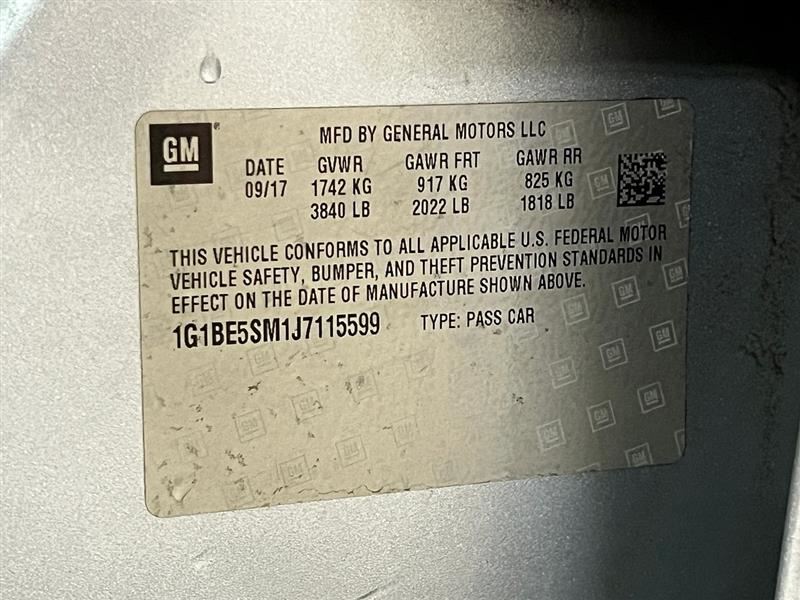 GM
MFD BY GENERAL MOTORS LLC
DATE GVWR GAWR FRT GAWR RR
09/17 1742 KG 917 KG 825 KG
3840 LB 2022 LB 1818 LB
THIS VEHICLE CONFORMS TO ALL APPLICABLE U.S. FEDERAL MOTOR
VEHICLE SAFETY, BUMPER, AND THEFT PREVENTION STANDARDS IN
EFFECT ON THE DATE OF MANUFACTURE SHOWN ABOVE.
1G1BE5SM1J7115599 TYPE: PASS CAR